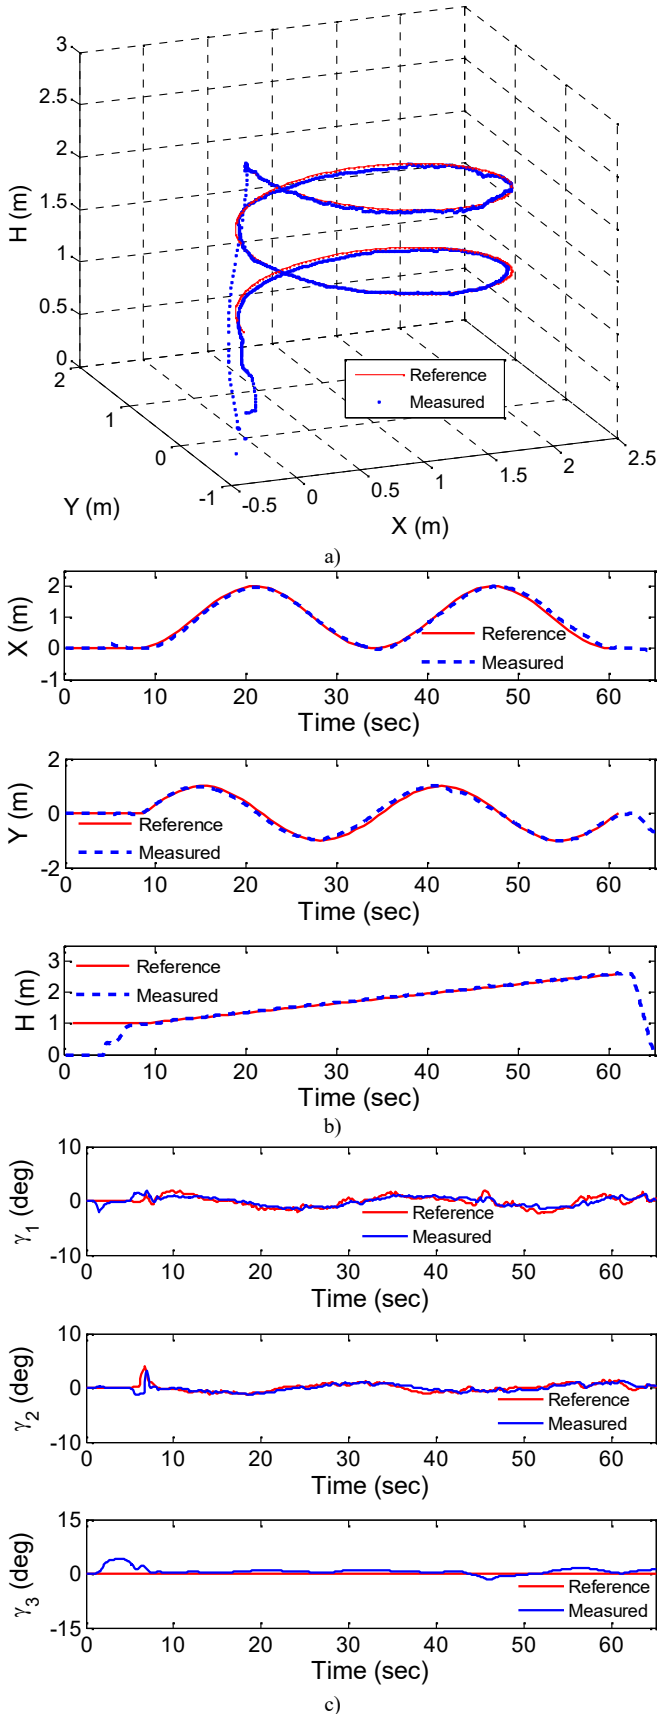 3
2.5
2
1.5
1
0.5
0
H (m)
2
1
0
-1
Y (m)
-0.5
0
0.5
1
1.5
2
2.5
X (m)
Reference
Measured
a)
2
1
0
-1
X (m)
Reference
Measured
0 10 20 30 40 50 60
Time (sec)
2
0
-2
Y (m)
Reference
Measured
0 10 20 30 40 50 60
Time (sec)
3
2
1
0
H (m)
Reference
Measured
0 10 20 30 40 50 60
Time (sec)
b)
10
0
-10
γ1 (deg)
Reference
Measured
0 10 20 30 40 50 60
Time (sec)
10
0
-10
γ2 (deg)
Reference
Measured
0 10 20 30 40 50 60
Time (sec)
15
0
-15
γ3 (deg)
Reference
Measured
0 10 20 30 40 50 60
Time (sec)
c)